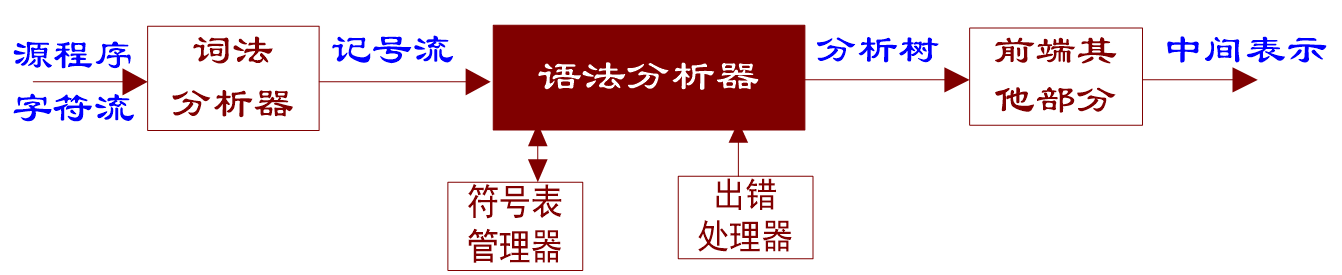 源程序
字符流
词法
分析器
记号流
语法分析器
分析树
前端其
他部分
中间表示
符号表
管理器
出错
处理器